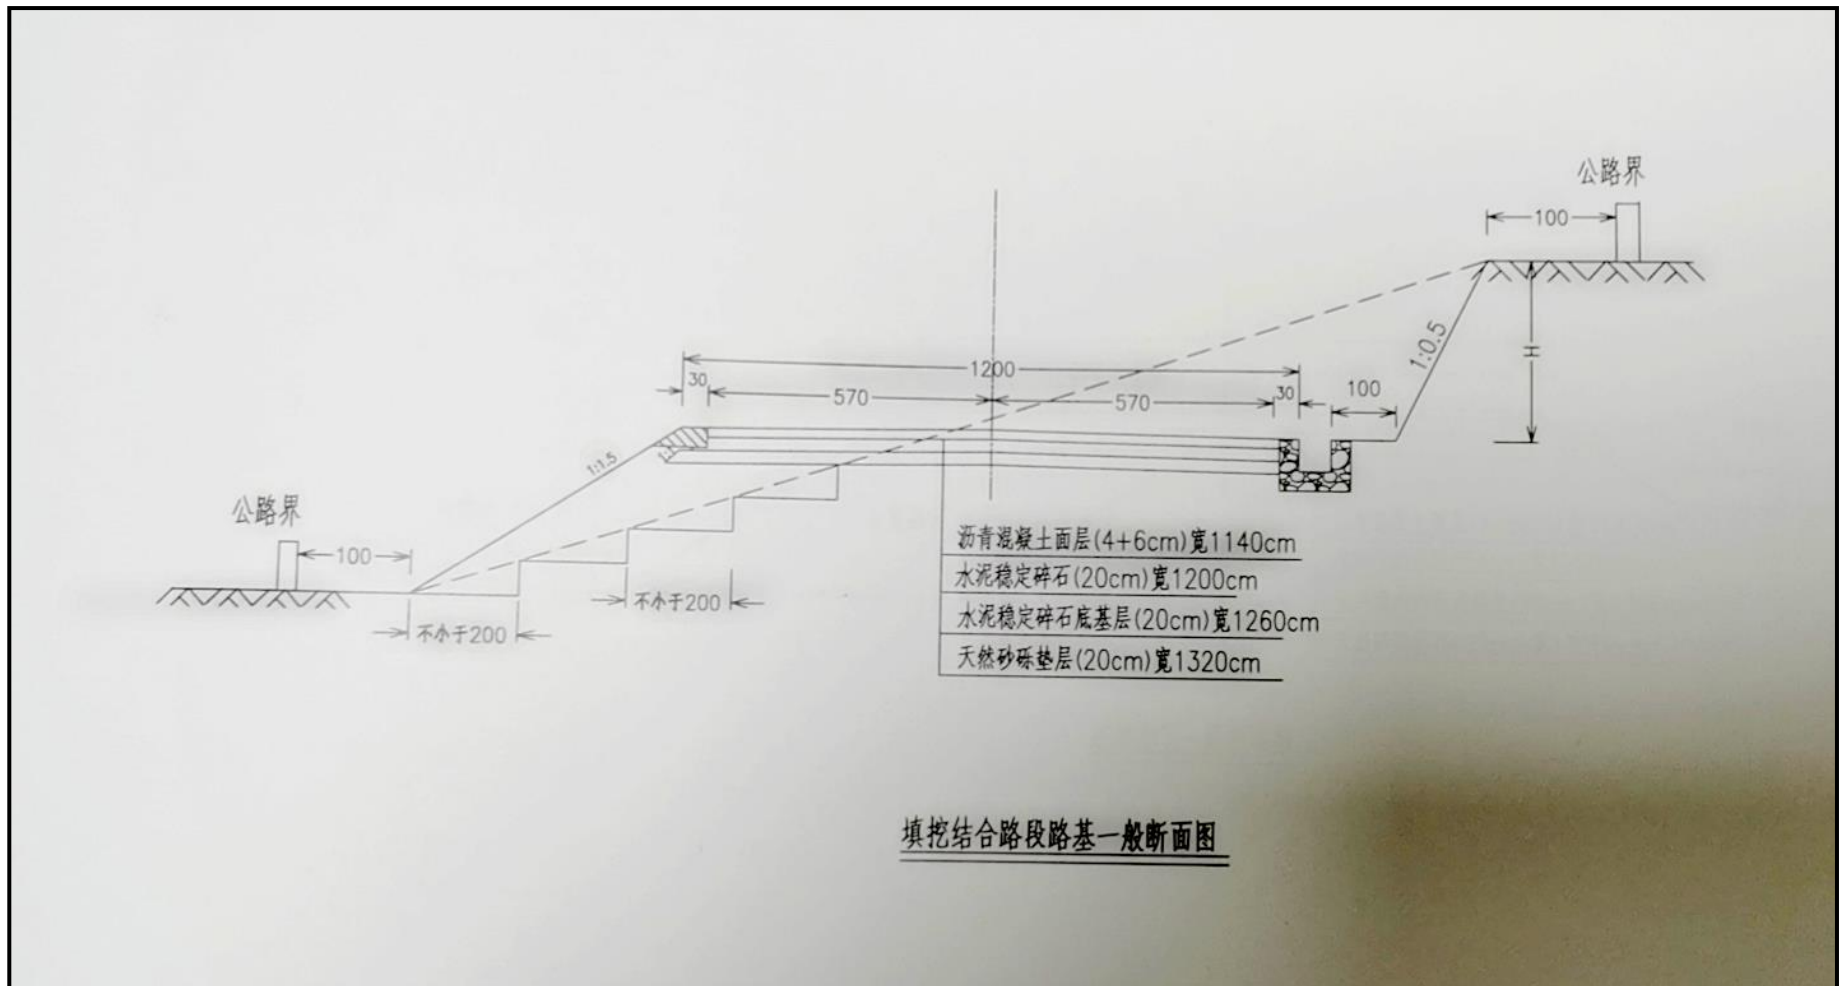 公路界
100
1:0.5
H
1200
30
570
570
30
100
1:1.5
1:1
公路界
100
不小于200
不小于200
沥青混凝土面层(4+6cm)宽1140cm
水泥稳定碎石(20cm)宽1200cm
水泥稳定碎石底基层(20cm)宽1260cm
天然砂砾垫层(20cm)宽1320cm
填挖结合路段路基一般断面图